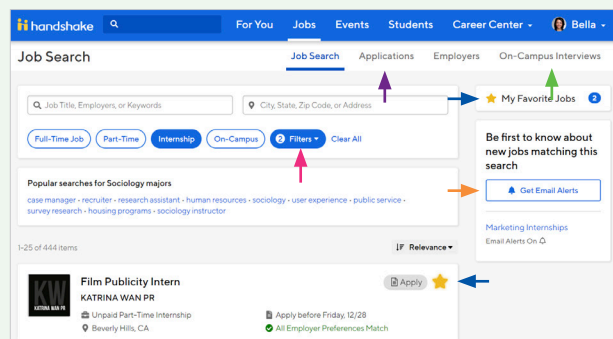 handshake For You Jobs Events Students Career Center Bella
Job Search Job Search Applications Employers On-Campus Interviews
Job Title, Employers, or Keywords City, State, Zip Code, or Address
My Favorite Jobs 2
Full-Time Job Part-Time Internship On-Campus 2 Filters Clear All
Be first to know about
new jobs matching this
search
Get Email Alerts
Marketing Internships
Email Alerts On
Popular searches for Sociology majors
case manager • recruiter • research assistant • human resources • sociology • user experience • public service •
survey research • housing programs • sociology instructor
1-25 of 444 items Relevance
Film Publicity Intern Apply
KATRINA WAN PR
KW
KATRINA WAN PR
Unpaid Part-Time Internship Apply before Friday, 12/28
Beverly Hills, CA All Employer Preferences Match